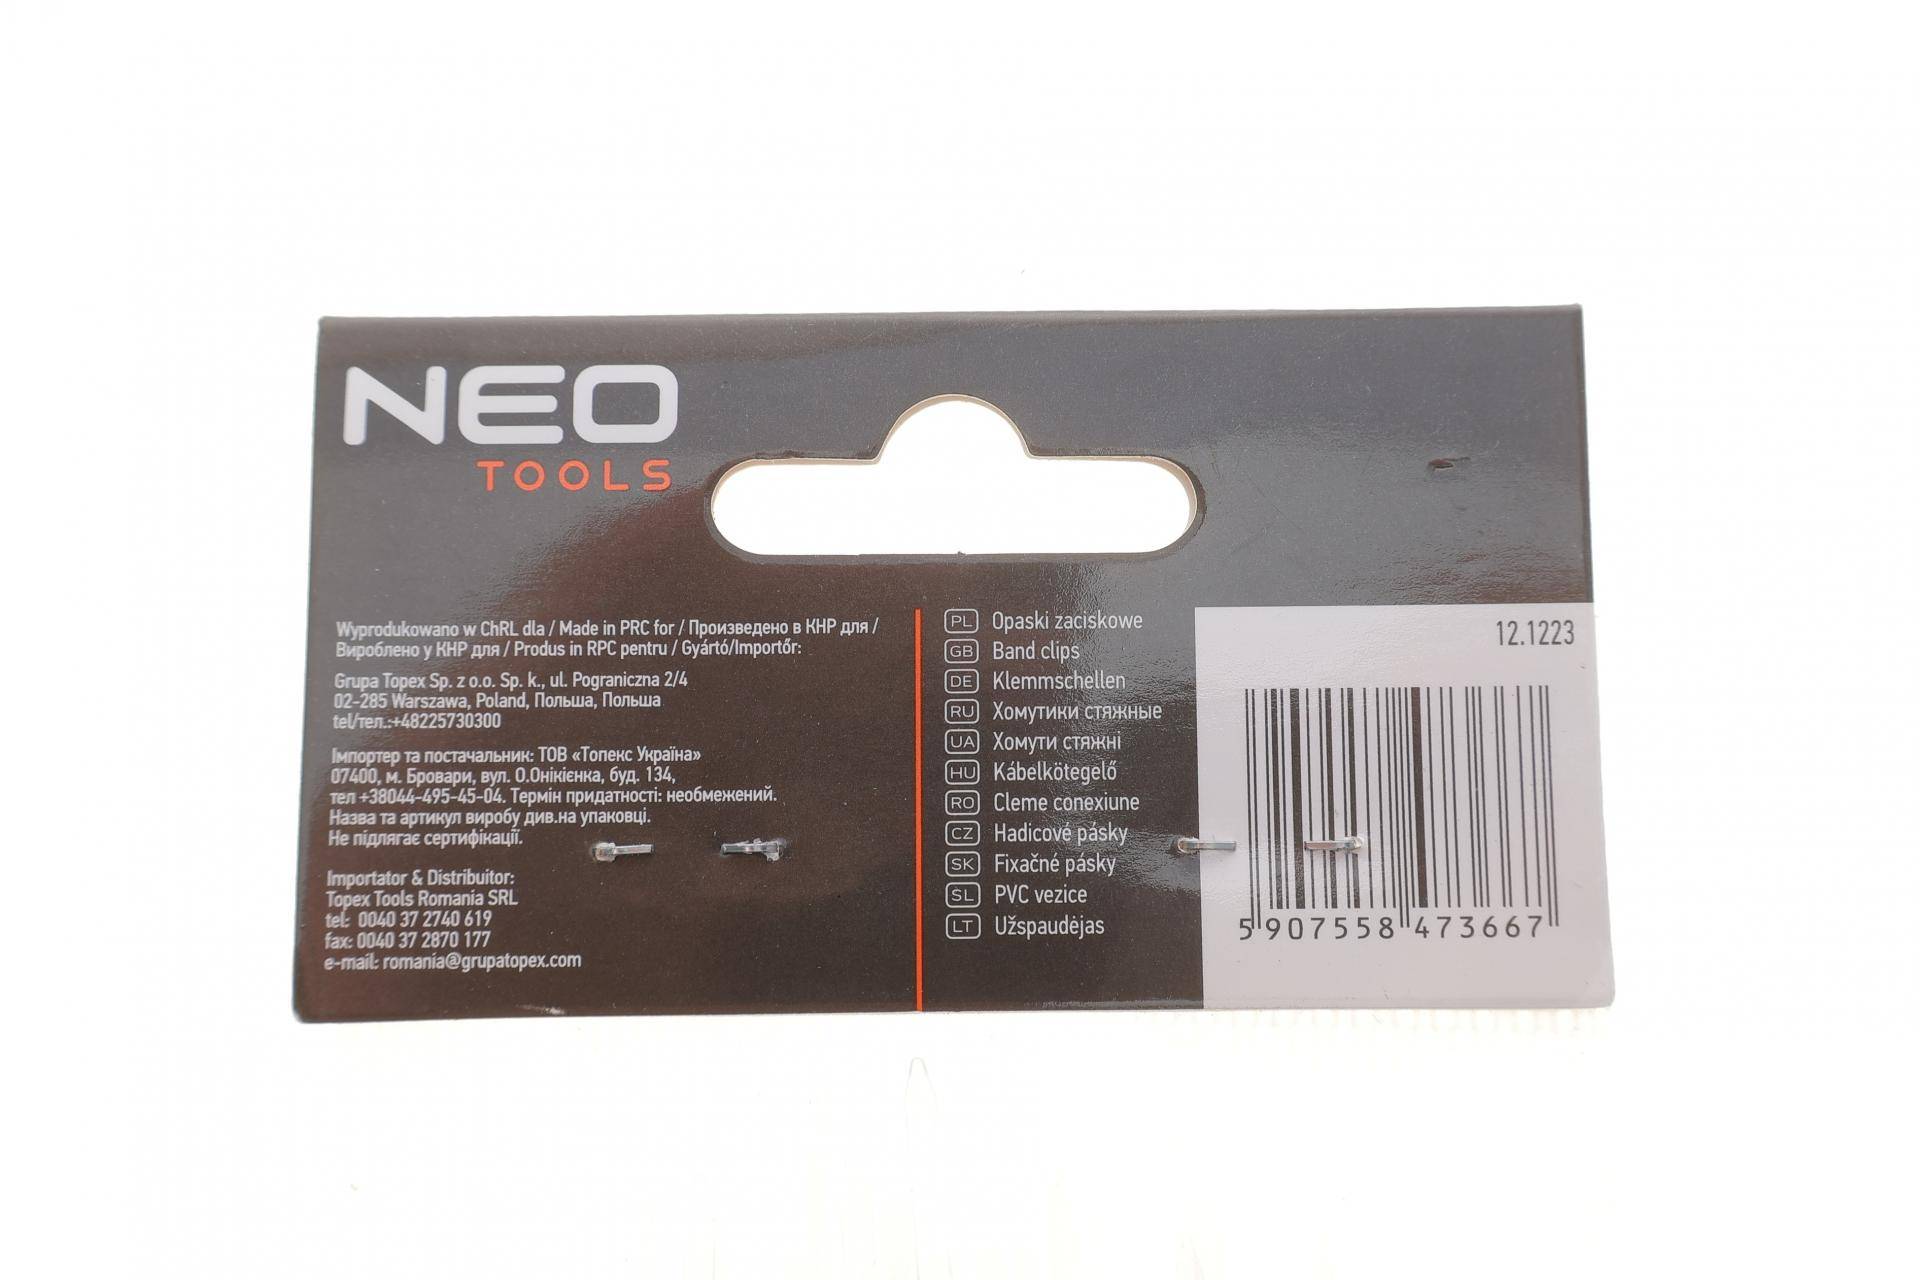 NEO
TOOLS
Wyprodukowano w ChRL dla / Made in PRC for / Произведено в КНР для /
Вироблено у КНР для / Produs in RPC pentru / Gyártó/Importőr:
Grupa Topex Sp. z o.o. Sp. k., ul. Pograniczna 2/4
02-285 Warszawa, Poland, Польша, Польша
tel/тел.:+48225730300
Імпортер та постачальник: ТОВ «Топекс Україна»
07400, м. Бровари, вул. О.Онікієнка, буд. 134,
тел +38044-495-45-04. Термін придатності: необмежений.
Назва та артикул виробу див.на упаковці.
Не підлягає сертифікації.
Importator & Distribuitor:
Topex Tools Romania SRL
tel: 0040 37 2740 619
fax: 0040 37 2870 177
e-mail: romania@grupatopex.com
PL Opaski zaciskowe
GB Band clips
DE Klemmschellen
RU Хомутики стяжные
UA Хомути стяжні
HU Kábelkötegelő
RO Cleme conexiune
CZ Hadicové pásky
SK Fixačné pásky
SL PVC vezice
LT Užspaudėjas
12.1223
5 907558 473667